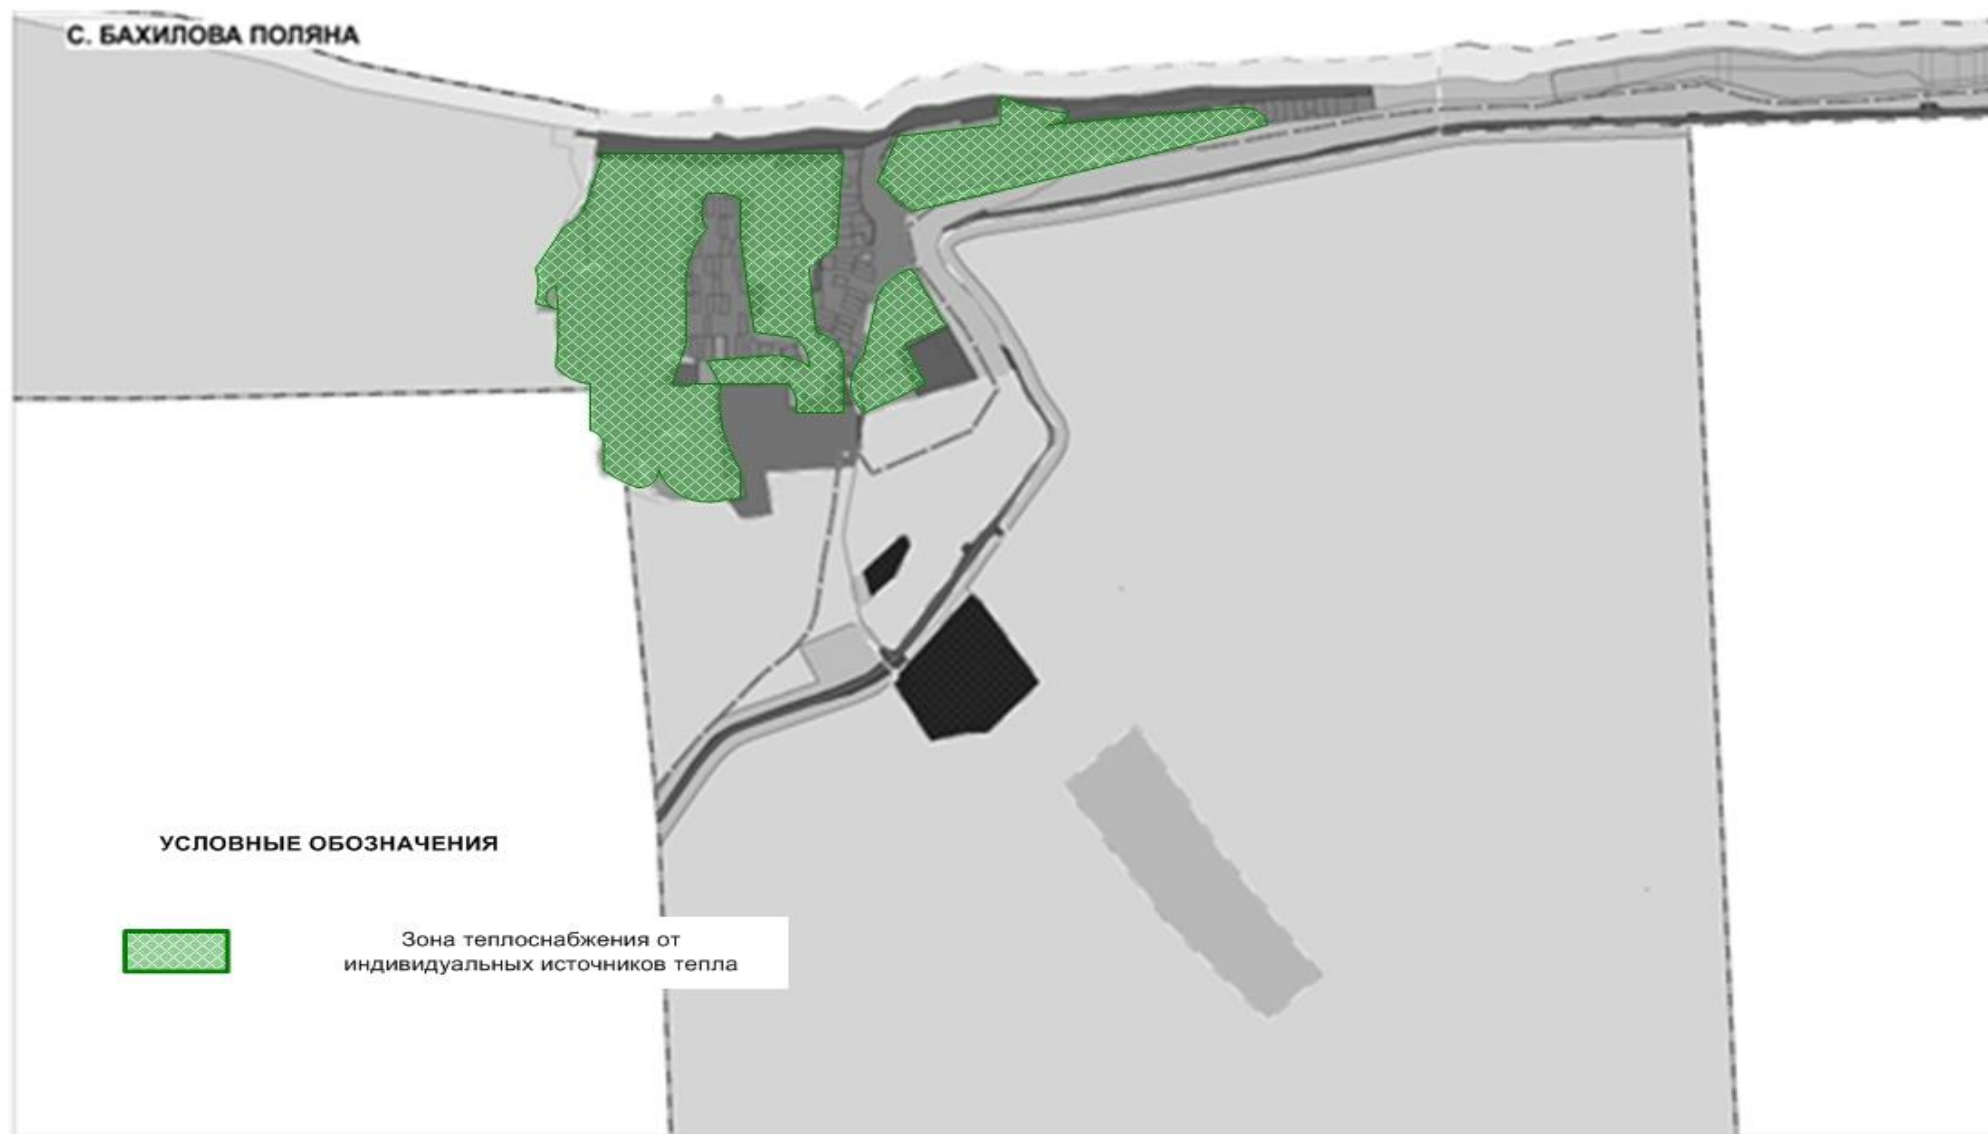 С. БАХИЛОВА ПОЛЯНА
УСЛОВНЫЕ ОБОЗНАЧЕНИЯ
Зона теплоснабжения от
индивидуальных источников тепла